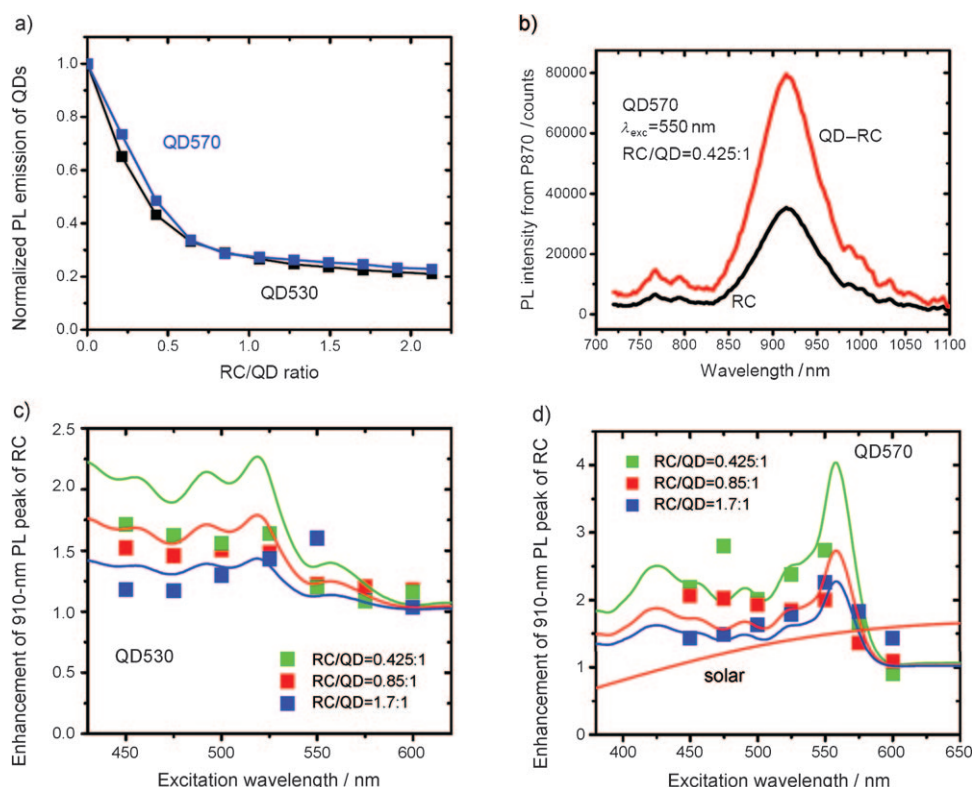 a)
Normalized PL emission of QDs
1.0
0.8
0.6
0.4
0.2
0.0
QD570
QD530
0.0 0.5 1.0 1.5 2.0
RC/QD ratio
b)
PL intensity from P870 /counts
80000
60000
40000
20000
0
QD570
λexc=550 nm
RC/QD=0.425:1
QD–RC
RC
700 750 800 850 900 950 1000 1050 1100
Wavelength / nm
c)
Enhancement of 910-nm PL peak of RC
2.5
2.0
1.5
1.0
0.5
0.0
QD530
RC/QD=0.425:1
RC/QD=0.85:1
RC/QD=1.7:1
450 500 550 600
Excitation wavelength / nm
d)
Enhancement of 910-nm PL peak of RC
4
3
2
1
0
QD570
RC/QD=0.425:1
RC/QD=0.85:1
RC/QD=1.7:1
solar
400 450 500 550 600 650
Excitation wavelength / nm